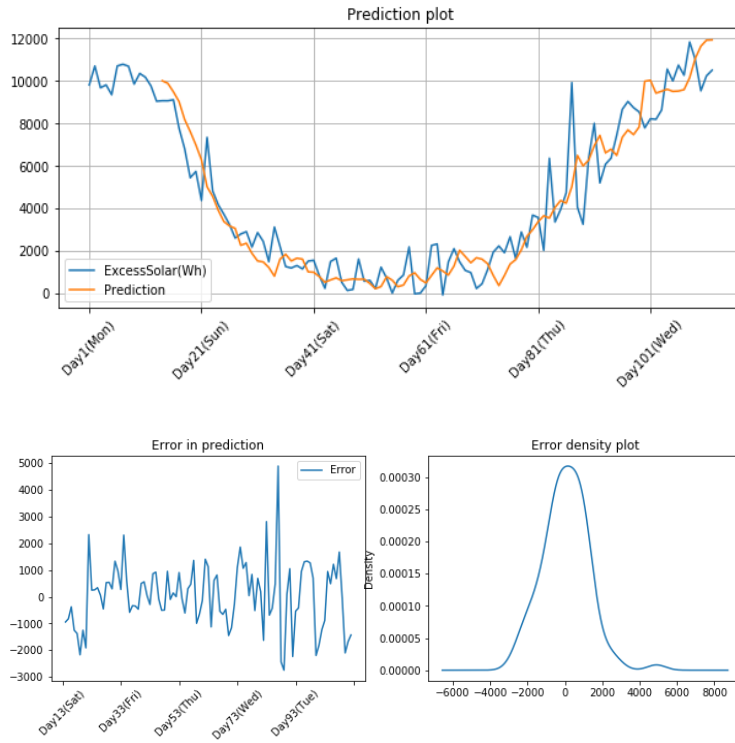 Prediction plot
12000
10000
8000
6000
4000
2000
0
ExcessSolar(Wh)
Prediction
Day1(Mon)
Day21(Sun)
Day41(Sat)
Day61(Fri)
Day81(Thu)
Day101(Wed)
Error in prediction
5000
4000
3000
2000
1000
0
−1000
−2000
−3000
Error
Day13(Sat)
Day33(Fri)
Day53(Thu)
Day73(Wed)
Day93(Tue)
Error density plot
Density
0.00030
0.00025
0.00020
0.00015
0.00010
0.00005
0.00000
−6000
−4000
−2000
0
2000
4000
6000
8000